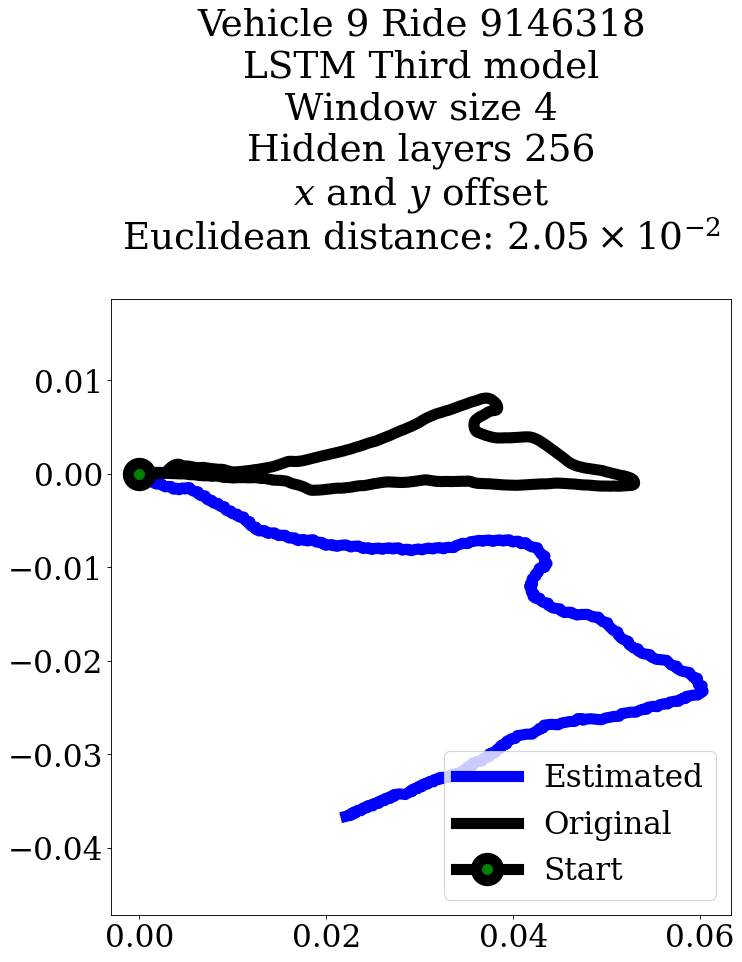 Vehicle 9 Ride 9146318
LSTM Third model
Window size 4
Hidden layers 256
x and y offset
Euclidean distance: 2.05 × 10⁻²
0.01
0.00
−0.01
−0.02
−0.03
−0.04
Estimated
Original
Start
0.00 0.02 0.04 0.06